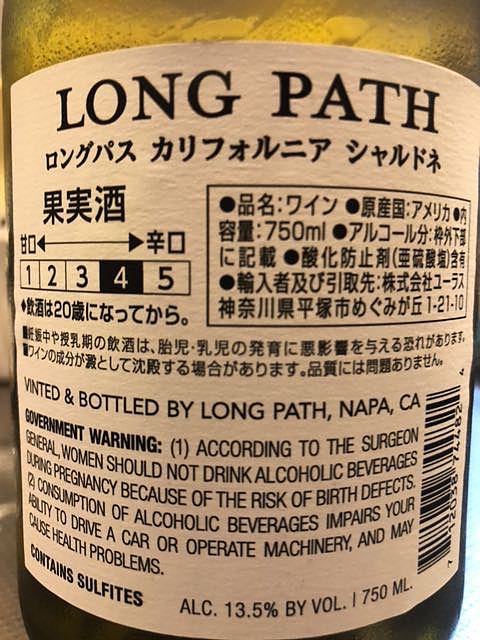 LONG PATH
ロングパス カリフォルニア シャルドネ
果実酒
甘口 辛口
1 2 3 4 5
◆飲酒は20歳になってから。
●品名:ワイン ●原産国:アメリカ ●内
容量:750ml ●アルコール分:枠外下部
に記載 ●酸化防止剤(亜硫酸塩)含有
●輸入者及び引取先:株式会社ユーラス
神奈川県平塚市めぐみが丘1-21-10
■妊娠中や授乳期の飲酒は、胎児・乳児の発育に悪影響を与える恐れがあります。
■ワインの成分が澱として沈殿する場合があります。品質には問題ありません。
VINTED & BOTTLED BY LONG PATH, NAPA, CA
GOVERNMENT WARNING: (1) ACCORDING TO THE SURGEON
GENERAL, WOMEN SHOULD NOT DRINK ALCOHOLIC BEVERAGES
DURING PREGNANCY BECAUSE OF THE RISK OF BIRTH DEFECTS.
(2) CONSUMPTION OF ALCOHOLIC BEVERAGES IMPAIRS YOUR
ABILITY TO DRIVE A CAR OR OPERATE MACHINERY, AND MAY
CAUSE HEALTH PROBLEMS.
CONTAINS SULFITES
ALC. 13.5% BY VOL. | 750 ML.